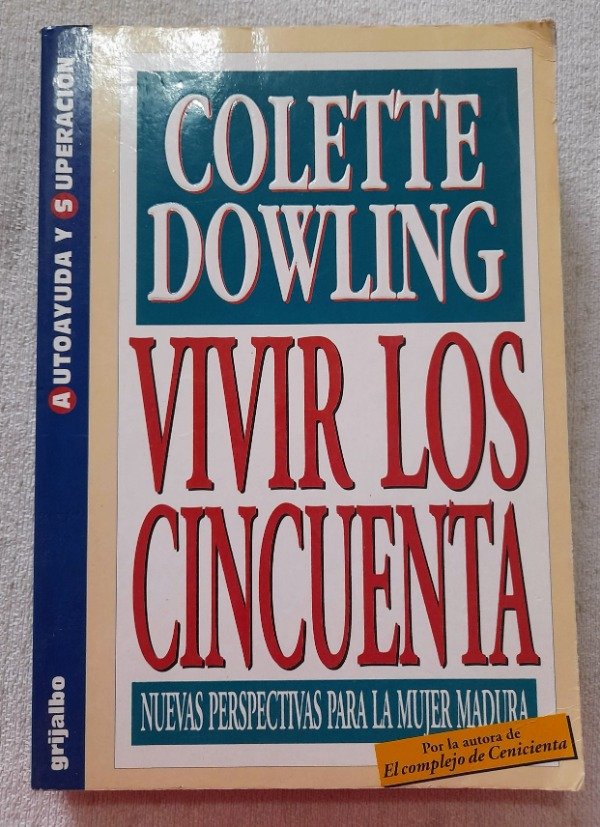 COLETTE
DOWLING
VIVIR LOS
CINCUENTA
NUEVAS PERSPECTIVAS PARA LA MUJER MADURA
Por la autora de
El complejo de Cenicienta
AUTOAYUDA Y SUPERACIÓN
grijalbo